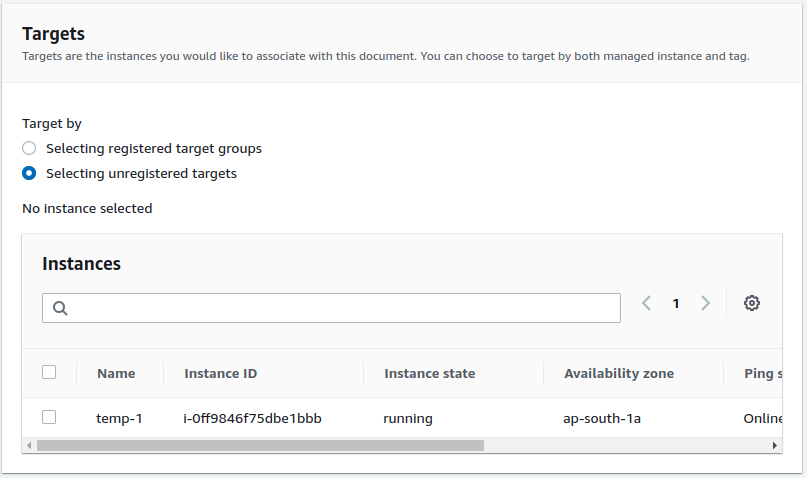 Targets
Targets are the instances you would like to associate with this document. You can choose to target by both managed instance and tag.
Target by
Selecting registered target groups
Selecting unregistered targets
No instance selected
Instances
1
Name Instance ID Instance state Availability zone Ping s
temp-1 i-0ff9846f75dbe1bbb running ap-south-1a Online